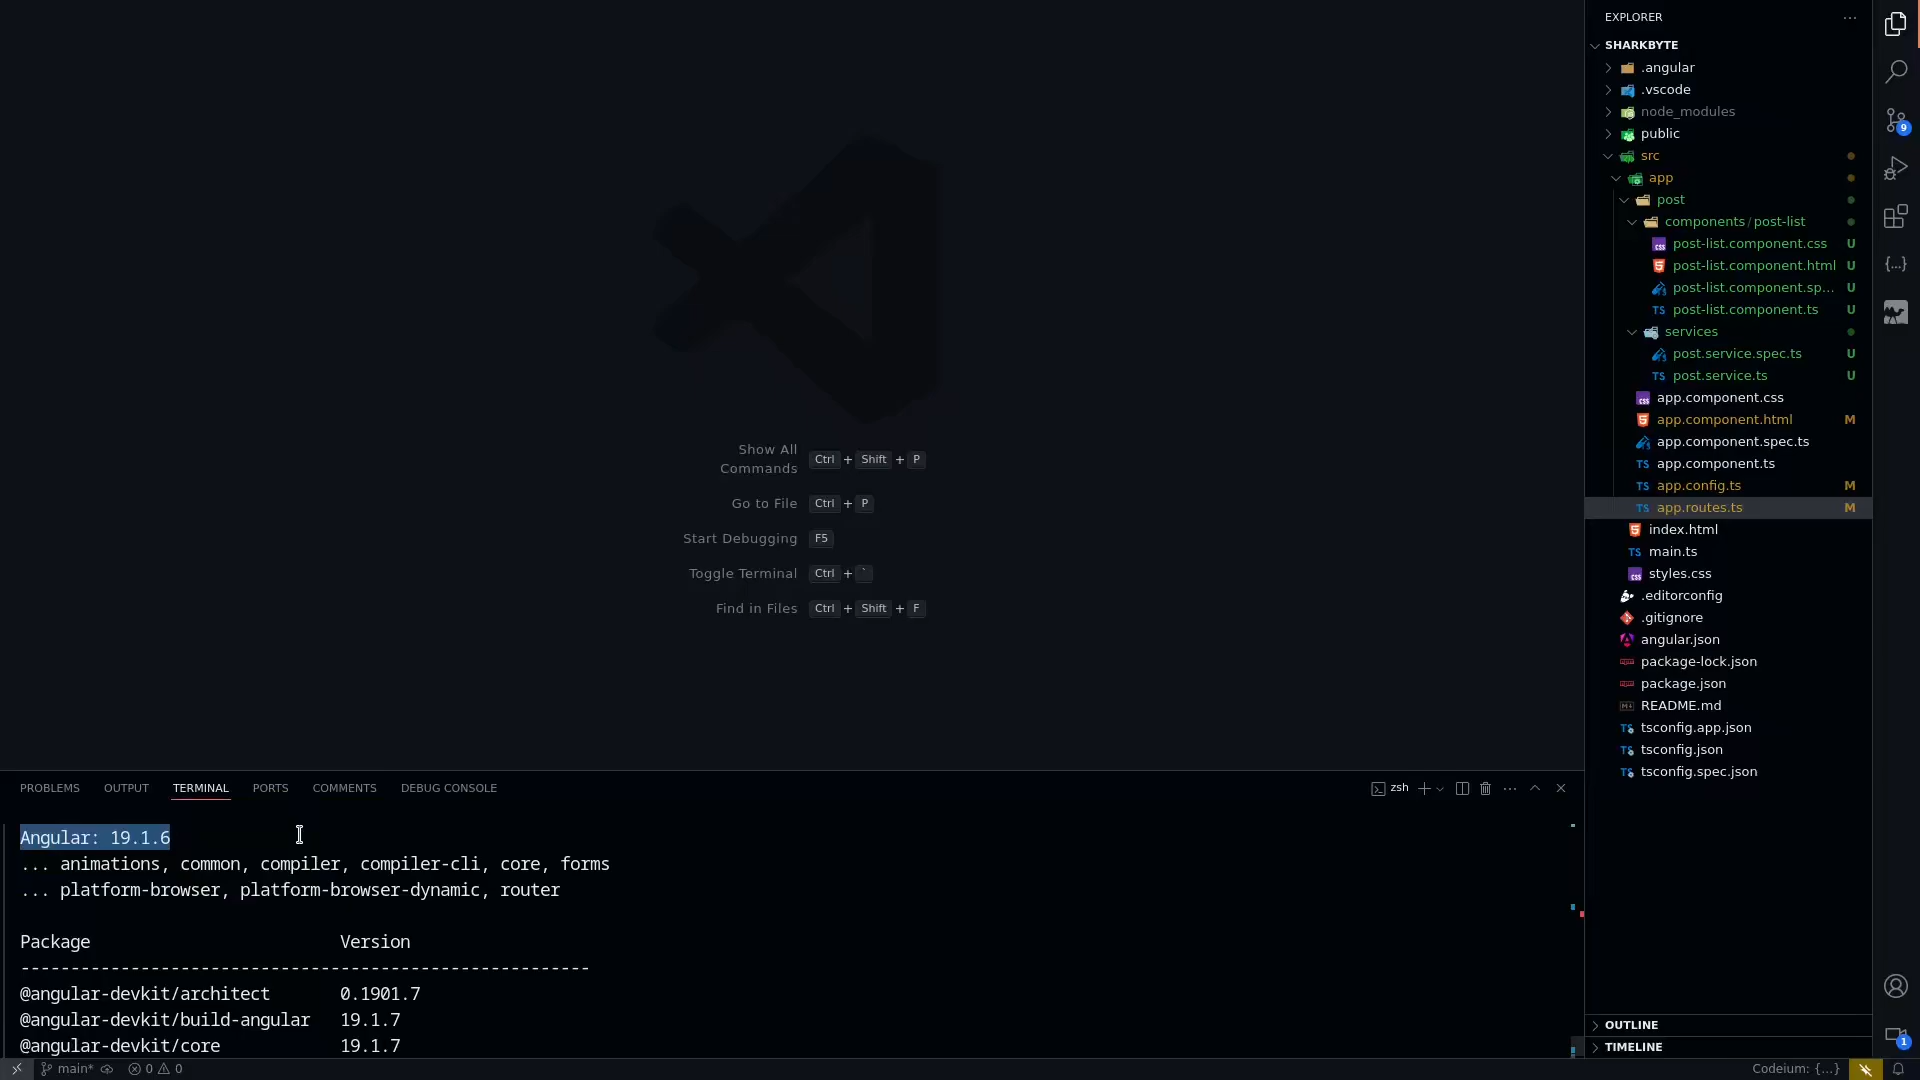 Show All
Commands
Ctrl + Shift + P
Go to File
Ctrl + P
Start Debugging
F5
Toggle Terminal
Ctrl + `
Find in Files
Ctrl + Shift + F
PROBLEMS
OUTPUT
TERMINAL
PORTS
COMMENTS
DEBUG CONSOLE
zsh
Angular: 19.1.6
... animations, common, compiler, compiler-cli, core, forms
... platform-browser, platform-browser-dynamic, router
Package Version
---------------------------------------------------------
@angular-devkit/architect 0.1901.7
@angular-devkit/build-angular 19.1.7
@angular-devkit/core 19.1.7
EXPLORER
SHARKBYTE
.angular
.vscode
node_modules
public
src
app
post
components/post-list
post-list.component.css U
post-list.component.html U
post-list.component.sp... U
post-list.component.ts U
services
post.service.spec.ts U
post.service.ts U
app.component.css
app.component.html M
app.component.spec.ts
app.component.ts
app.config.ts M
app.routes.ts M
index.html
main.ts
styles.css
.editorconfig
.gitignore
angular.json
package-lock.json
package.json
README.md
tsconfig.app.json
tsconfig.json
tsconfig.spec.json
OUTLINE
TIMELINE
9
{...}
1
main*
0
0
Codeium: {...}